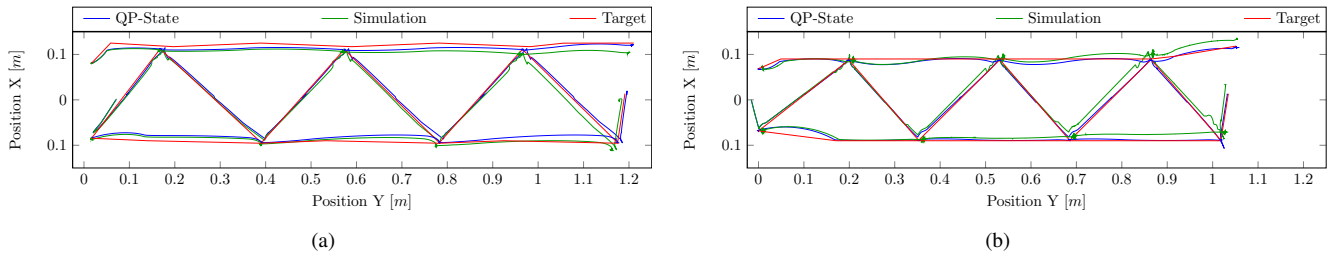 QP-State Simulation Target
Position X [m]
0.1
0
0.1
0 0.1 0.2 0.3 0.4 0.5 0.6 0.7 0.8 0.9 1 1.1 1.2
Position Y [m]
(a)
QP-State Simulation Target
Position X [m]
0.1
0
0.1
0 0.1 0.2 0.3 0.4 0.5 0.6 0.7 0.8 0.9 1 1.1 1.2
Position Y [m]
(b)